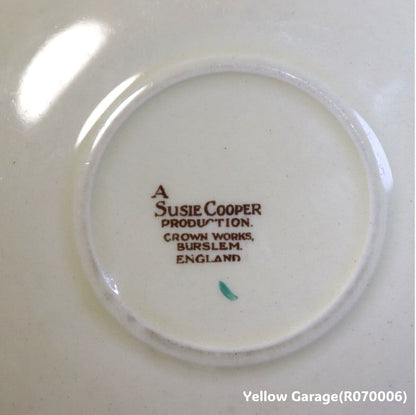 A
SUSIE COOPER
PRODUCTION.
CROWN WORKS,
BURSLEM.
ENGLAND
Yellow Garage(R070006)